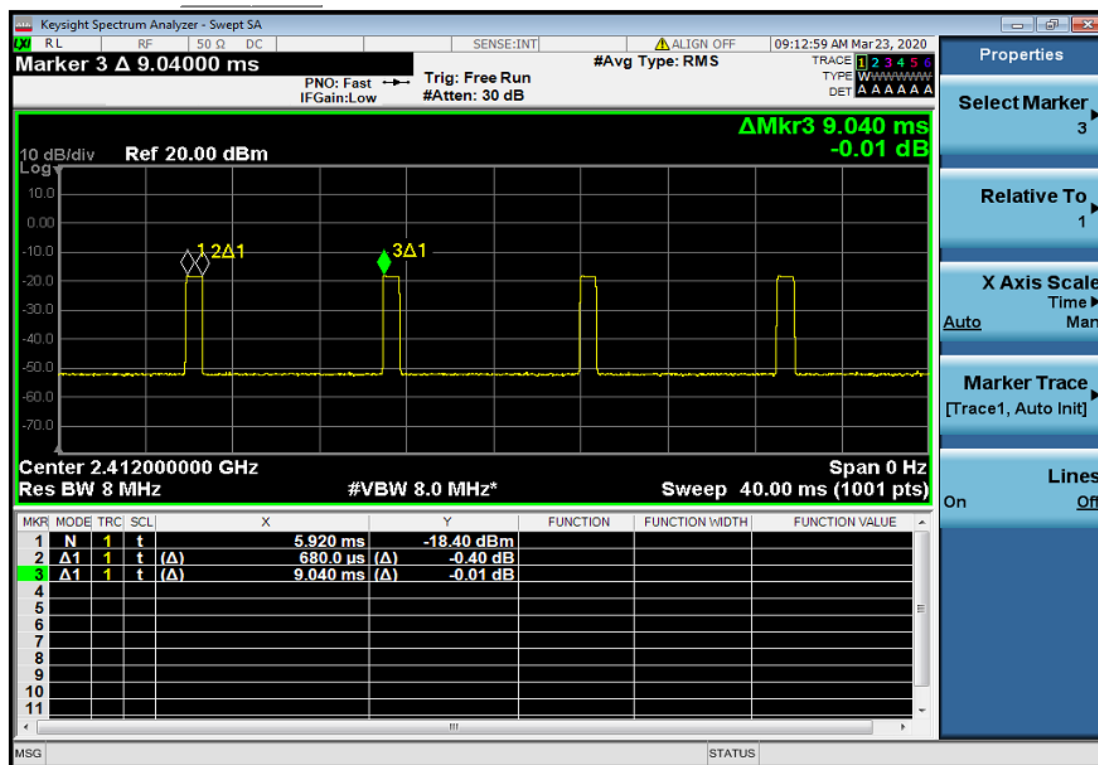 Keysight Spectrum Analyzer - Swept SA
LXI RL RF 50 Ω DC SENSE:INT ALIGN OFF 09:12:59 AM Mar 23, 2020
Marker 3 Δ 9.04000 ms
PNO: Fast
IFGain:Low
Trig: Free Run
#Atten: 30 dB
#Avg Type: RMS
TRACE 1 2 3 4 5 6
TYPE WWWWWW
DET A A A A A A
ΔMkr3 9.040 ms
-0.01 dB
10 dB/div Ref 20.00 dBm
Log
10.0
0.00
-10.0
-20.0
-30.0
-40.0
-50.0
-60.0
-70.0
1 2Δ1 3Δ1
Center 2.412000000 GHz Span 0 Hz
Res BW 8 MHz #VBW 8.0 MHz* Sweep 40.00 ms (1001 pts)
MKR MODE TRC SCL X Y FUNCTION FUNCTION WIDTH FUNCTION VALUE
1 N 1 t 5.920 ms -18.40 dBm
2 Δ1 1 t (Δ) 680.0 µs (Δ) -0.40 dB
3 Δ1 1 t (Δ) 9.040 ms (Δ) -0.01 dB
4
5
6
7
8
9
10
11
MSG STATUS
Properties
Select Marker
3
Relative To
1
X Axis Scale
Time
Auto Man
Marker Trace
[Trace1, Auto Init]
Lines
On Off